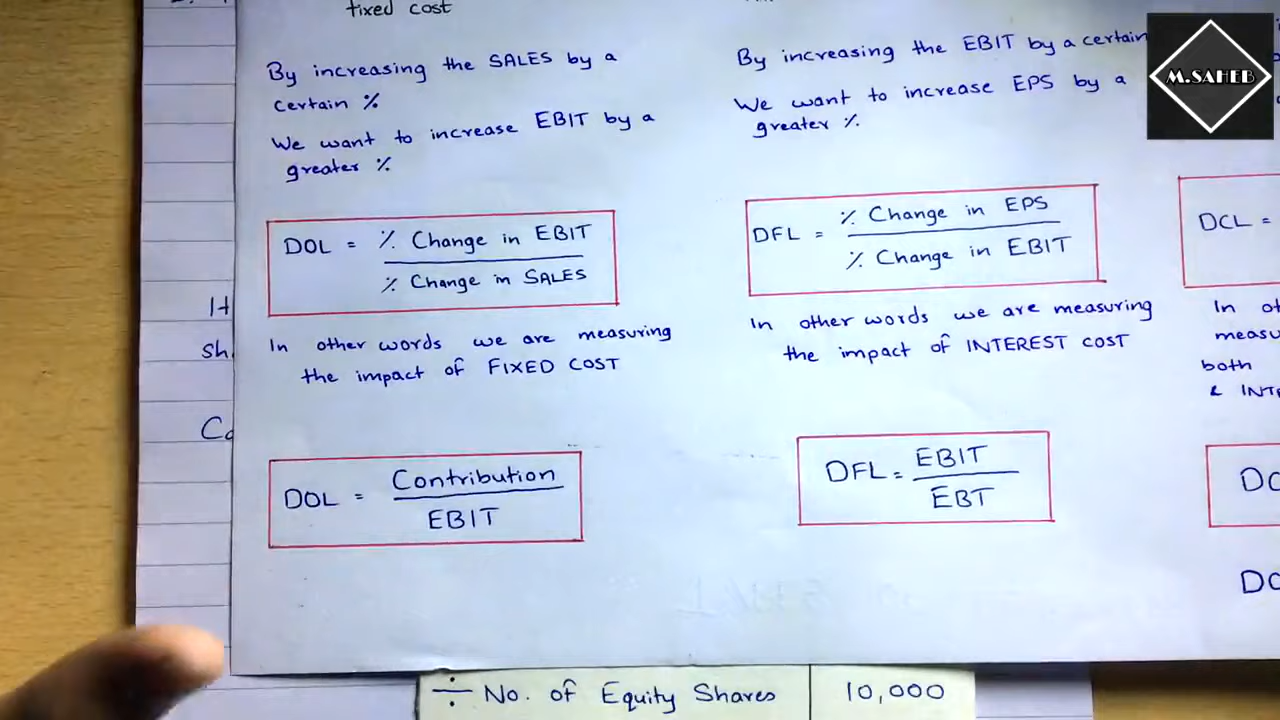 fixed cost
By increasing the SALES by a
certain %
We want to increase EBIT by a
greater %
DOL = % Change in EBIT
% Change in SALES
In other words we are measuring
the impact of FIXED COST
DOL = Contribution
EBIT
By increasing the EBIT by a certain
We want to increase EPS by a
greater %
DFL = % Change in EPS
% Change in EBIT
In other words we are measuring
the impact of INTEREST COST
DFL = EBIT
EBT
M.SAHEB
DCL =
In
both
&
÷ No. of Equity Shares 10,000